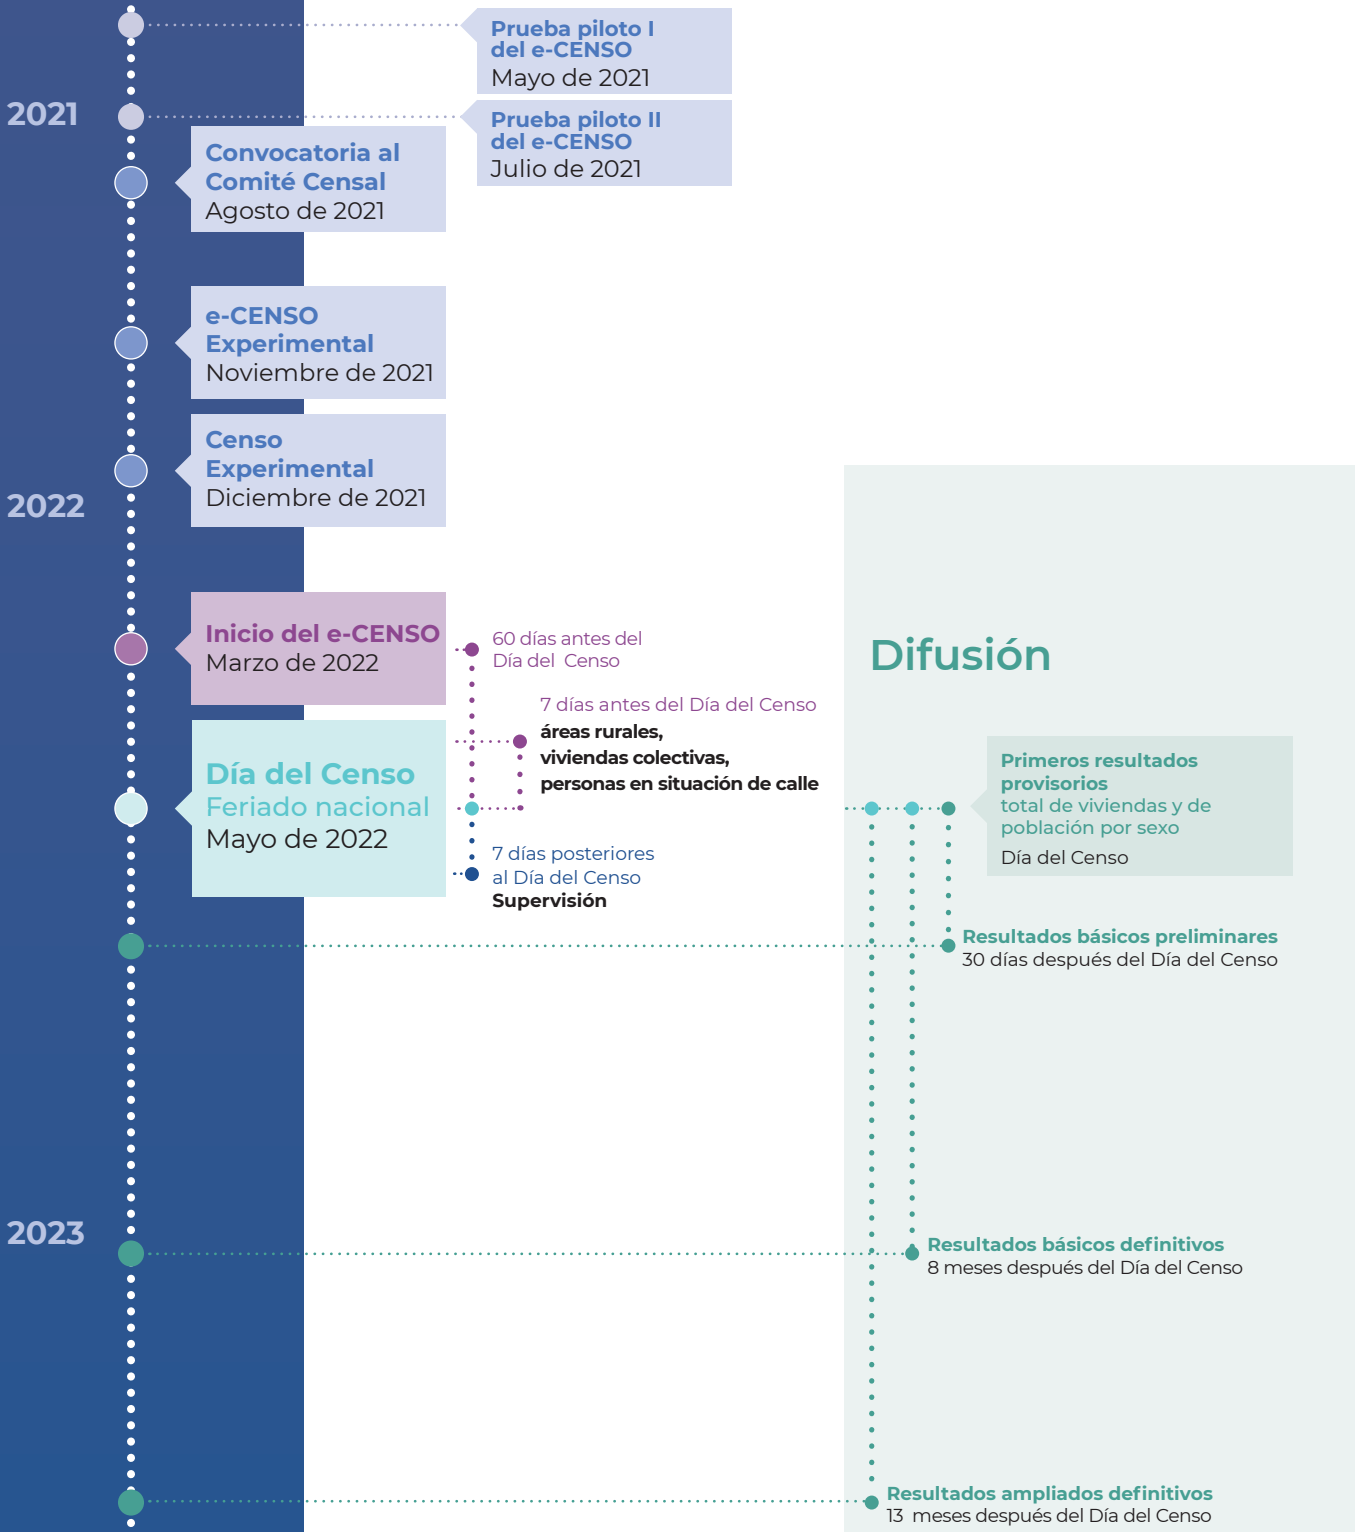 Prueba piloto I
del e-CENSO
Mayo de 2021
2021
Prueba piloto II
del e-CENSO
Julio de 2021
Convocatoria al
Comité Censal
Agosto de 2021
e-CENSO
Experimental
Noviembre de 2021
Censo
Experimental
Diciembre de 2021
2022
Inicio del e-CENSO
Marzo de 2022
60 días antes del
Día del Censo
7 días antes del Día del Censo
áreas rurales,
viviendas colectivas,
personas en situación de calle
Día del Censo
Feriado nacional
Mayo de 2022
7 días posteriores
al Día del Censo
Supervisión
Difusión
Primeros resultados
provisorios
total de viviendas y de
población por sexo
Día del Censo
Resultados básicos preliminares
30 días después del Día del Censo
2023
Resultados básicos definitivos
8 meses después del Día del Censo
Resultados ampliados definitivos
13 meses después del Día del Censo